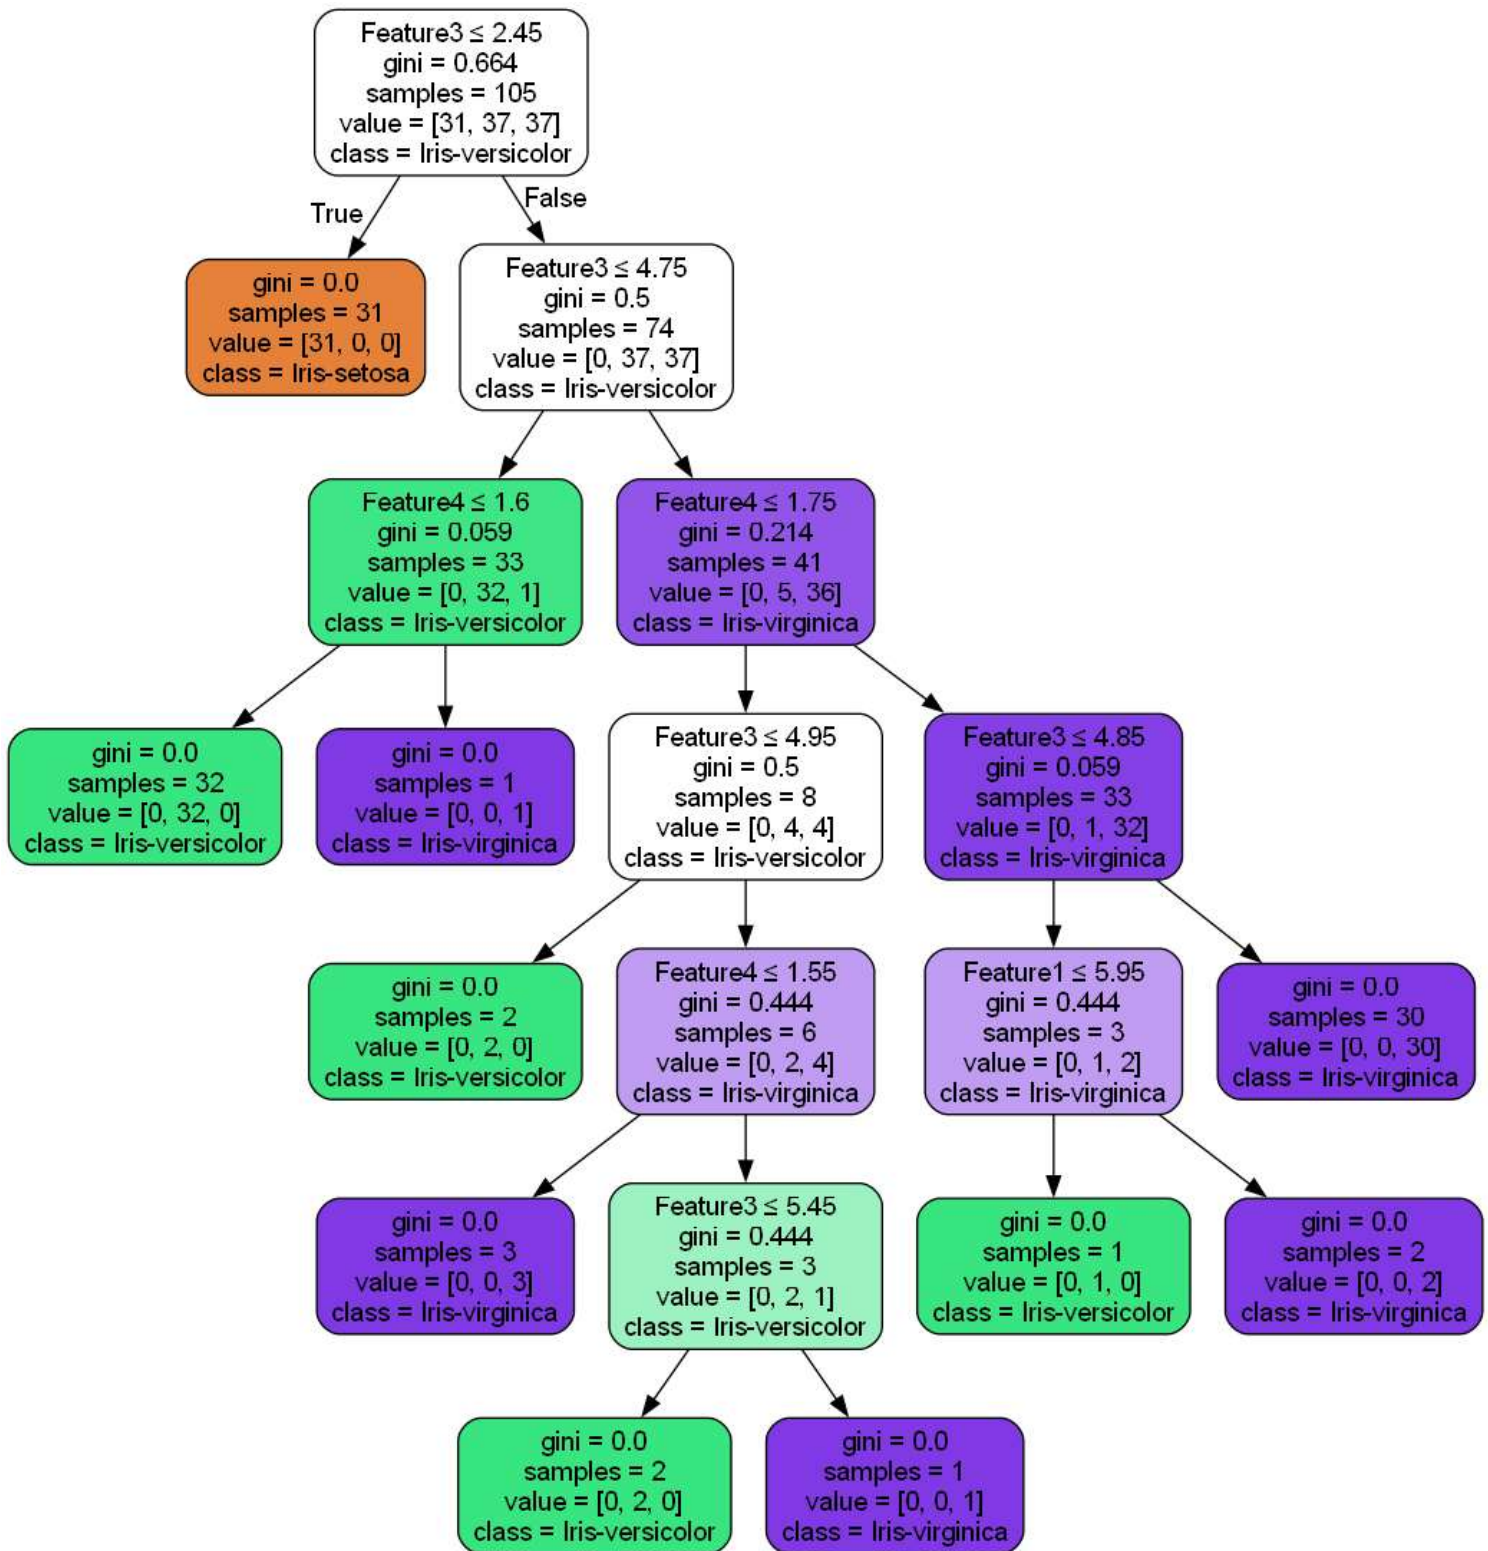 Feature3 ≤ 2.45
gini = 0.664
samples = 105
value = [31, 37, 37]
class = Iris-versicolor
True
False
gini = 0.0
samples = 31
value = [31, 0, 0]
class = Iris-setosa
Feature3 ≤ 4.75
gini = 0.5
samples = 74
value = [0, 37, 37]
class = Iris-versicolor
Feature4 ≤ 1.6
gini = 0.059
samples = 33
value = [0, 32, 1]
class = Iris-versicolor
Feature4 ≤ 1.75
gini = 0.214
samples = 41
value = [0, 5, 36]
class = Iris-virginica
gini = 0.0
samples = 32
value = [0, 32, 0]
class = Iris-versicolor
gini = 0.0
samples = 1
value = [0, 0, 1]
class = Iris-virginica
Feature3 ≤ 4.95
gini = 0.5
samples = 8
value = [0, 4, 4]
class = Iris-versicolor
Feature3 ≤ 4.85
gini = 0.059
samples = 33
value = [0, 1, 32]
class = Iris-virginica
gini = 0.0
samples = 2
value = [0, 2, 0]
class = Iris-versicolor
Feature4 ≤ 1.55
gini = 0.444
samples = 6
value = [0, 2, 4]
class = Iris-virginica
Feature1 ≤ 5.95
gini = 0.444
samples = 3
value = [0, 1, 2]
class = Iris-virginica
gini = 0.0
samples = 30
value = [0, 0, 30]
class = Iris-virginica
gini = 0.0
samples = 3
value = [0, 0, 3]
class = Iris-virginica
Feature3 ≤ 5.45
gini = 0.444
samples = 3
value = [0, 2, 1]
class = Iris-versicolor
gini = 0.0
samples = 1
value = [0, 1, 0]
class = Iris-versicolor
gini = 0.0
samples = 2
value = [0, 0, 2]
class = Iris-virginica
gini = 0.0
samples = 2
value = [0, 2, 0]
class = Iris-versicolor
gini = 0.0
samples = 1
value = [0, 0, 1]
class = Iris-virginica